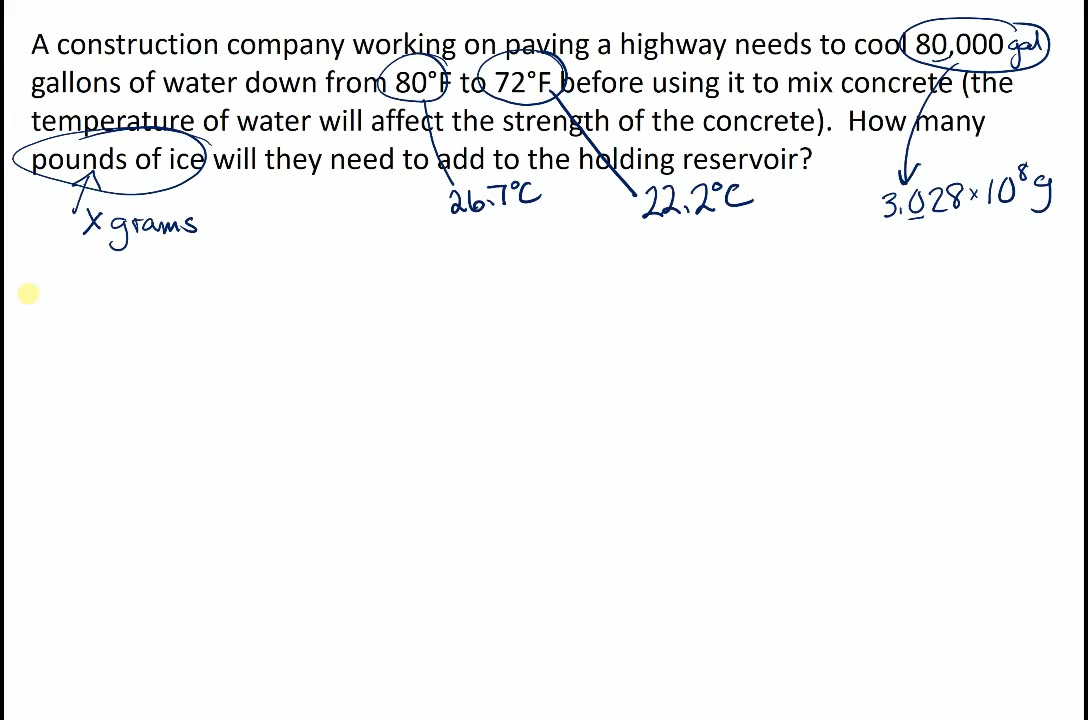 A construction company working on paving a highway needs to cool 80,000 gal
gallons of water down from 80°F to 72°F before using it to mix concrete (the
temperature of water will affect the strength of the concrete). How many
pounds of ice will they need to add to the holding reservoir?
x grams 26.7°C 22.2°C 3.028 × 10⁸ g